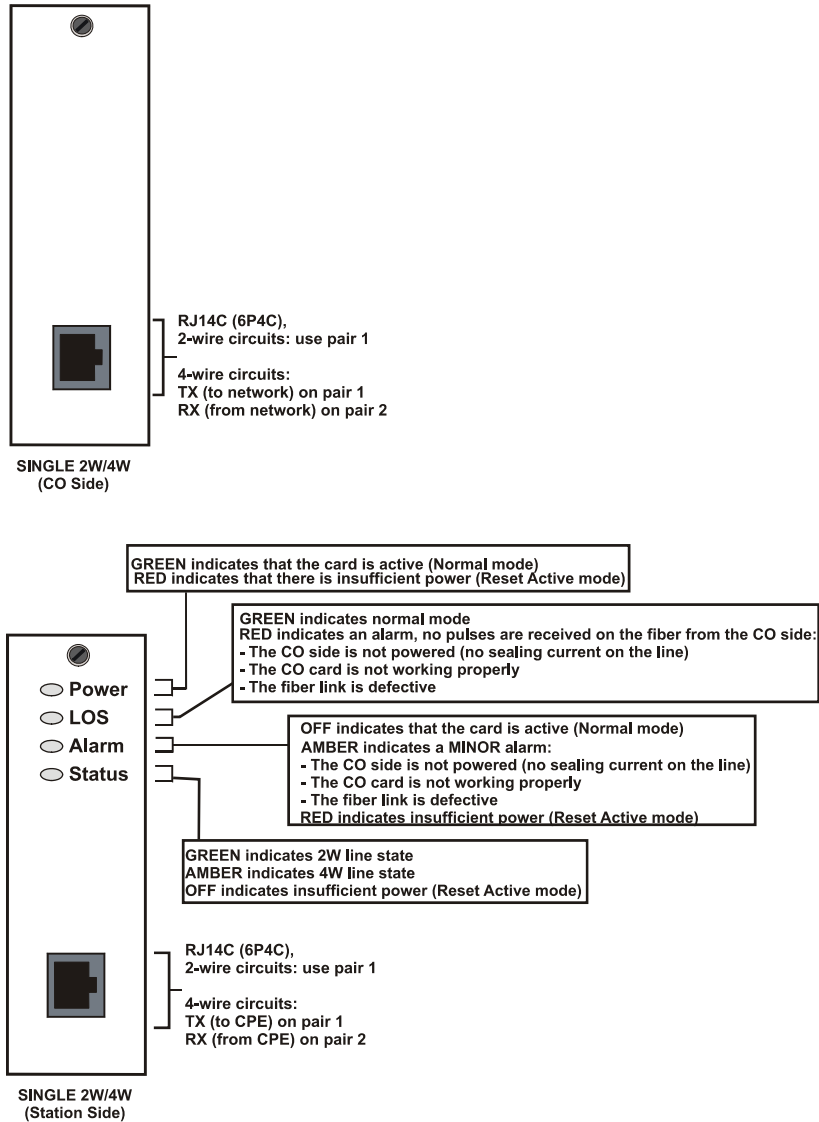 RJ14C (6P4C),
2-wire circuits: use pair 1
4-wire circuits:
TX (to network) on pair 1
RX (from network) on pair 2
SINGLE 2W/4W
(CO Side)
GREEN indicates that the card is active (Normal mode)
RED indicates that there is insufficient power (Reset Active mode)
GREEN indicates normal mode
RED indicates an alarm, no pulses are received on the fiber from the CO side:
- The CO side is not powered (no sealing current on the line)
- The CO card is not working properly
- The fiber link is defective
Power
LOS
Alarm
Status
OFF indicates that the card is active (Normal mode)
AMBER indicates a MINOR alarm:
- The CO side is not powered (no sealing current on the line)
- The CO card is not working properly
- The fiber link is defective
RED indicates insufficient power (Reset Active mode)
GREEN indicates 2W line state
AMBER indicates 4W line state
OFF indicates insufficient power (Reset Active mode)
RJ14C (6P4C),
2-wire circuits: use pair 1
4-wire circuits:
TX (to CPE) on pair 1
RX (from CPE) on pair 2
SINGLE 2W/4W
(Station Side)